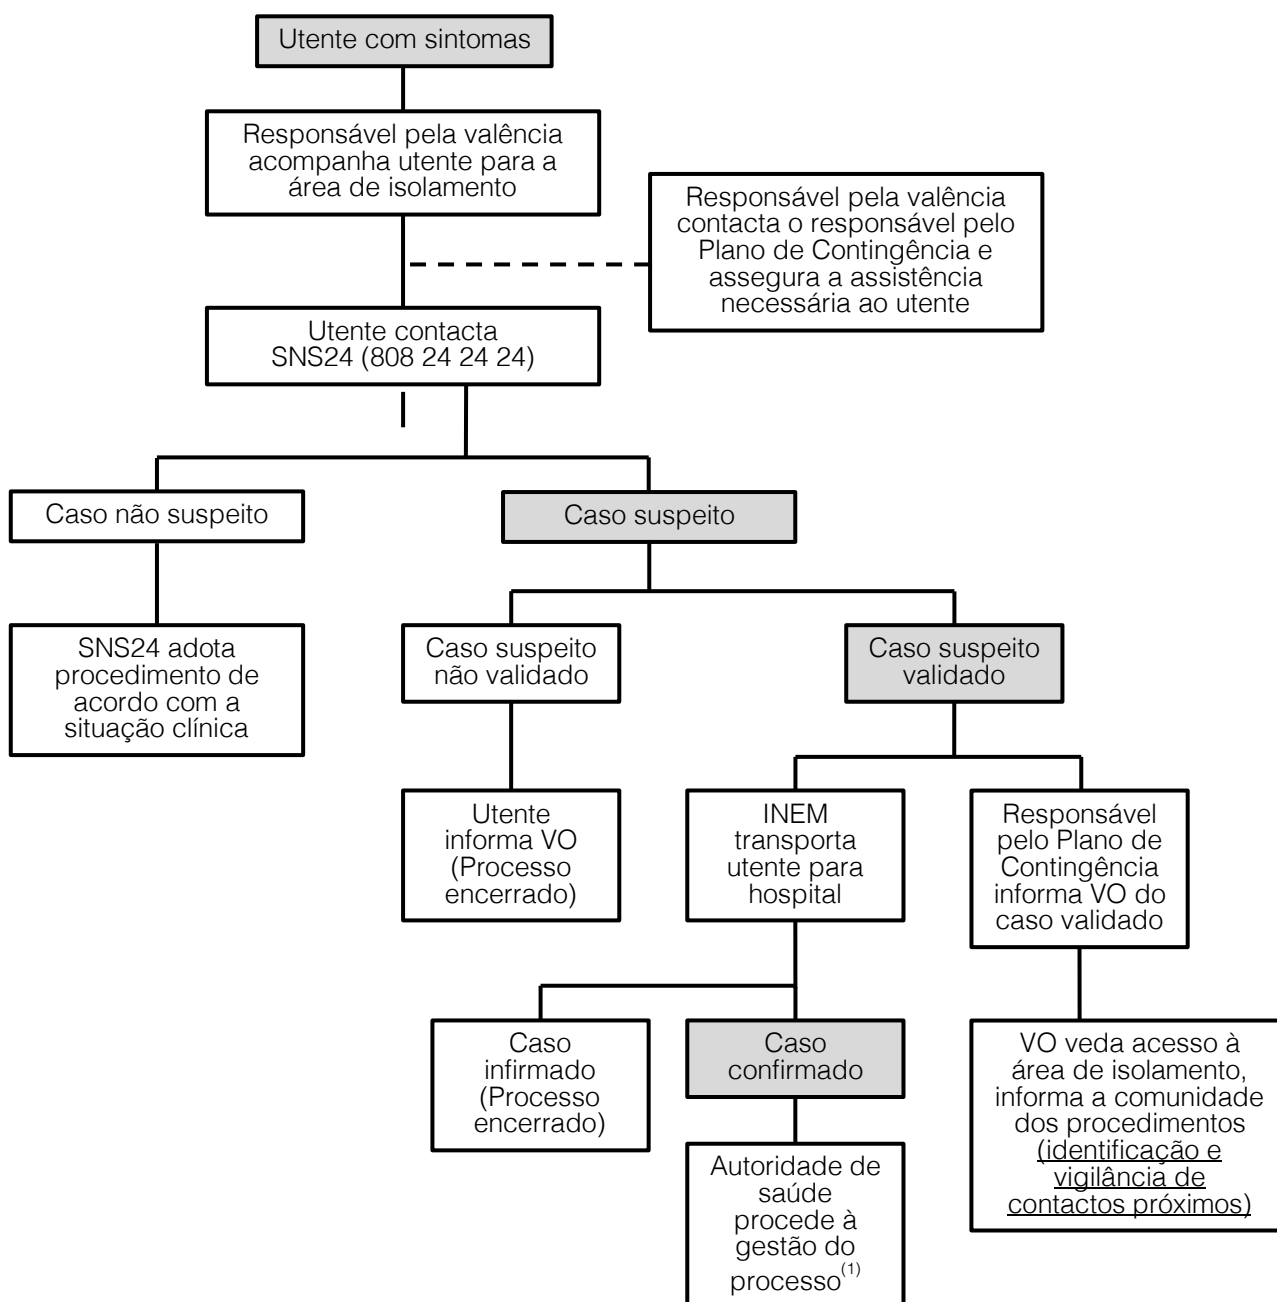 Utente com sintomas
Responsável pela valência
acompanha utente para a
área de isolamento
Responsável pela valência
contacta o responsável pelo
Plano de Contingência e
assegura a assistência
necessária ao utente
Utente contacta
SNS24 (808 24 24 24)
Caso não suspeito
Caso suspeito
SNS24 adota
procedimento de
acordo com a
situação clínica
Caso suspeito
não validado
Caso suspeito
validado
Utente
informa VO
(Processo
encerrado)
INEM
transporta
utente para
hospital
Responsável
pelo Plano de
Contingência
informa VO do
caso validado
Caso
infirmado
(Processo
encerrado)
Caso
confirmado
VO veda acesso à
área de isolamento,
informa a comunidade
dos procedimentos
(identificação e
vigilância de
contactos próximos)
Autoridade de
saúde
procede à
gestão do
processo(1)